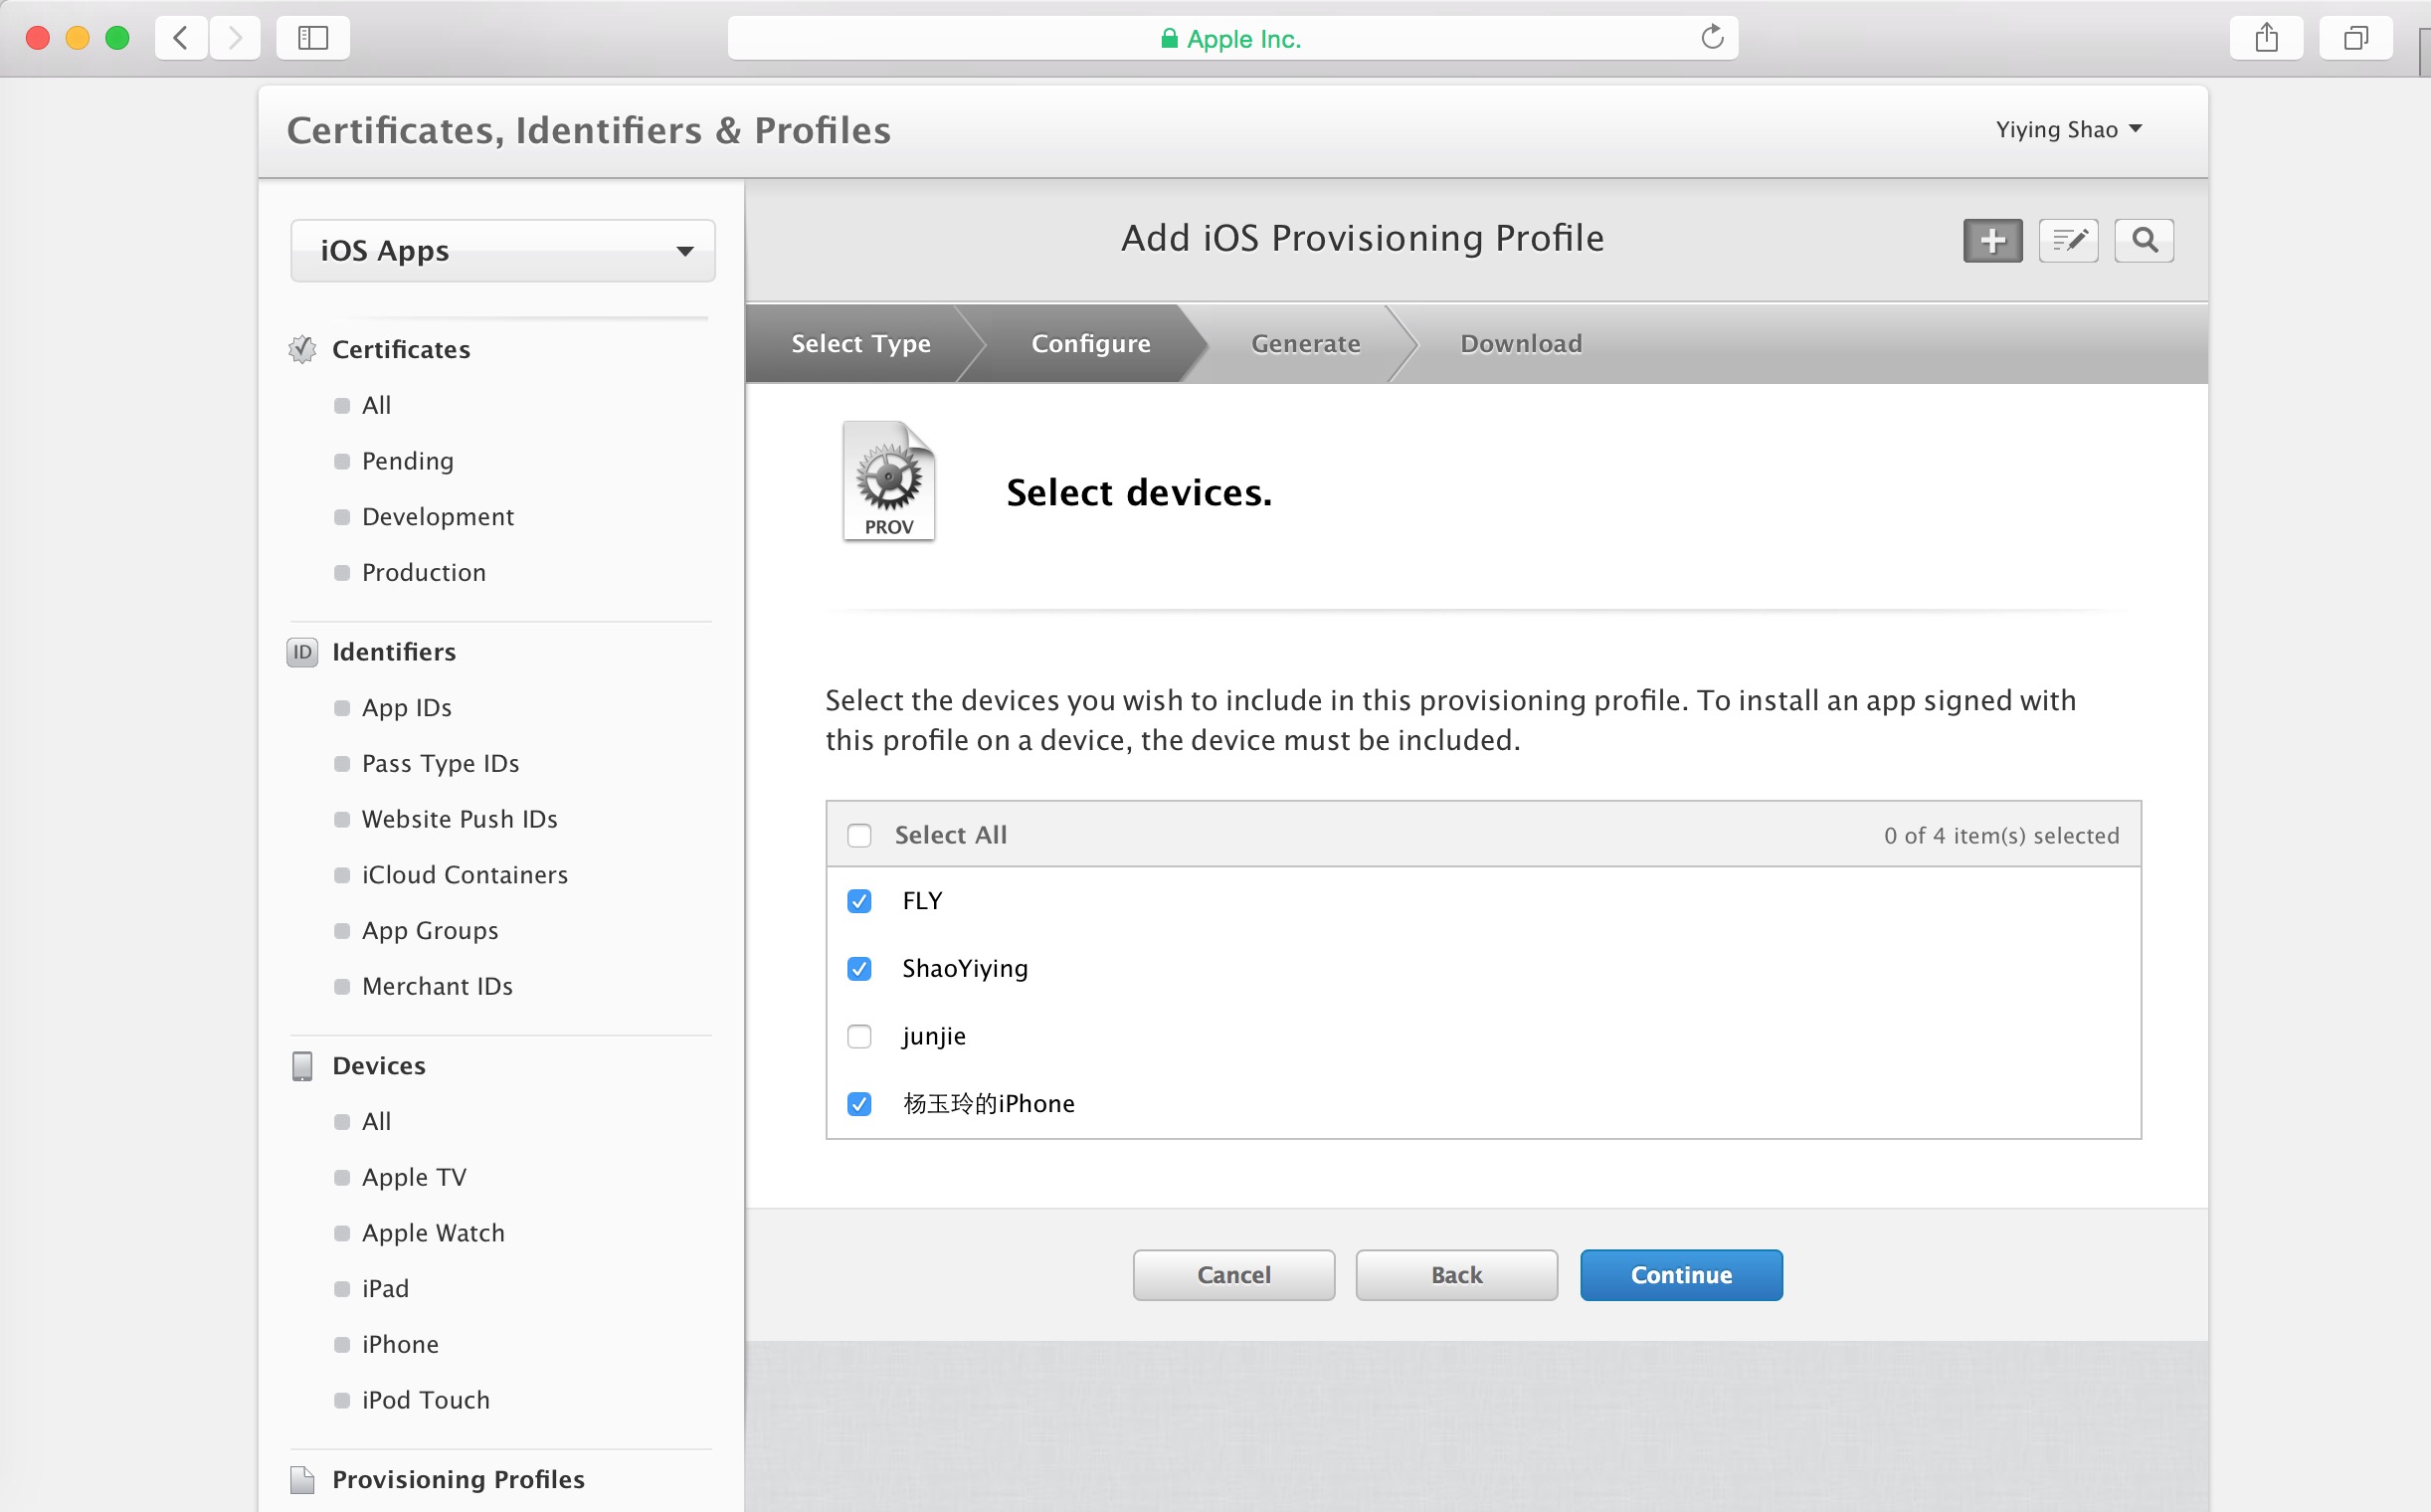 Apple Inc.
Certificates, Identifiers & Profiles
Yiying Shao
iOS Apps
Add iOS Provisioning Profile
Select Type
Configure
Generate
Download
Certificates
All
Pending
Development
Production
ID
Identifiers
App IDs
Pass Type IDs
Website Push IDs
iCloud Containers
App Groups
Merchant IDs
Devices
All
Apple TV
Apple Watch
iPad
iPhone
iPod Touch
Provisioning Profiles
PROV
Select devices.
Select the devices you wish to include in this provisioning profile. To install an app signed with
this profile on a device, the device must be included.
Select All
0 of 4 item(s) selected
FLY
ShaoYiying
junjie
杨玉玲的iPhone
Cancel
Back
Continue